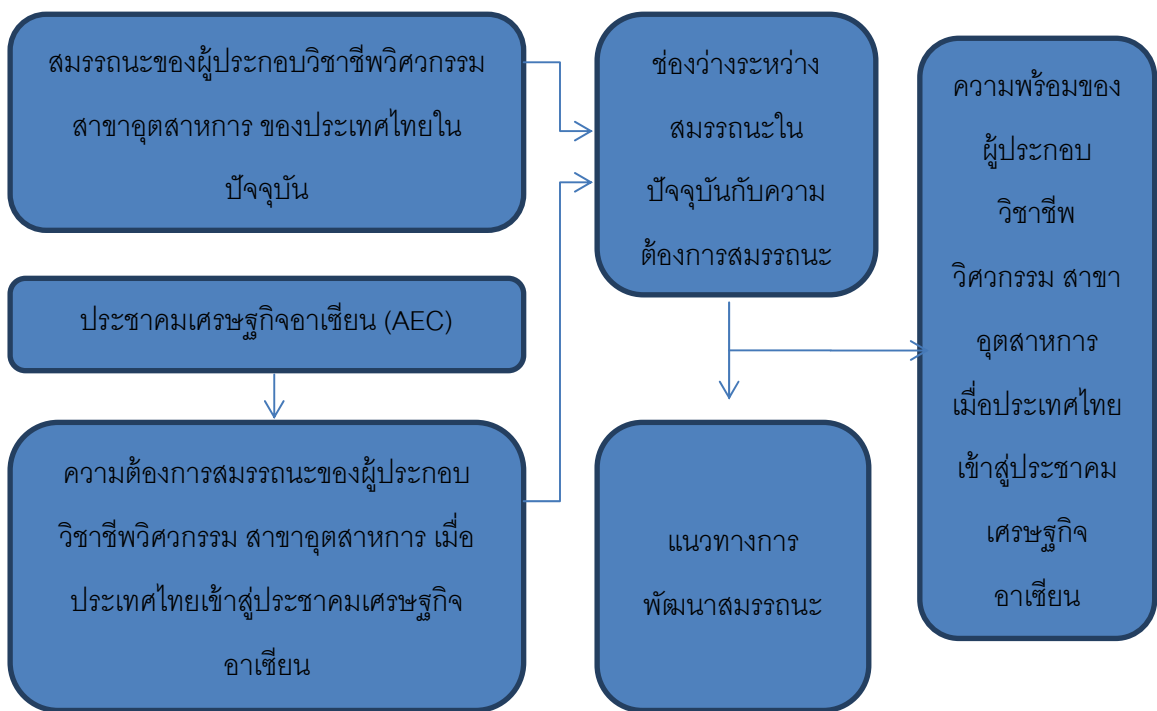 สมรรถนะของผู้ประกอบวิชาชีพวิศวกรรม
สาขาอุตสาหการ ของประเทศไทยใน
ปัจจุบัน
ประชาคมเศรษฐกิจอาเซียน (AEC)
ความต้องการสมรรถนะของผู้ประกอบ
วิชาชีพวิศวกรรม สาขาอุตสาหการ เมื่อ
ประเทศไทยเข้าสู่ประชาคมเศรษฐกิจ
อาเซียน
ช่องว่างระหว่าง
สมรรถนะใน
ปัจจุบันกับความ
ต้องการสมรรถนะ
แนวทางการ
พัฒนาสมรรถนะ
ความพร้อมของ
ผู้ประกอบ
วิชาชีพ
วิศวกรรม สาขา
อุตสาหการ
เมื่อประเทศไทย
เข้าสู่ประชาคม
เศรษฐกิจ
อาเซียน